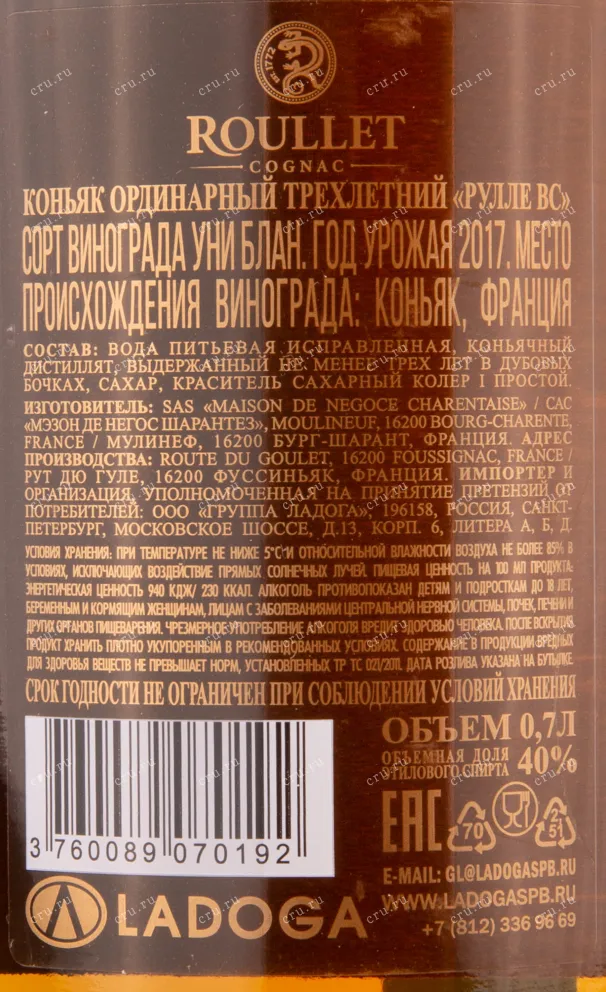 EST. 1772
ROULLET
COGNAC
КОНЬЯК ОРДИНАРНЫЙ ТРЕХЛЕТНИЙ «РУЛЛЕ ВС»
СОРТ ВИНОГРАДА УНИ БЛАН. ГОД УРОЖАЯ 2017. МЕСТО
ПРОИСХОЖДЕНИЯ ВИНОГРАДА: КОНЬЯК, ФРАНЦИЯ
СОСТАВ: ВОДА ПИТЬЕВАЯ ИСПРАВЛЕННАЯ, КОНЬЯЧНЫЙ
ДИСТИЛЛЯТ, ВЫДЕРЖАННЫЙ НЕ МЕНЕЕ ТРЕХ ЛЕТ В ДУБОВЫХ
БОЧКАХ, САХАР, КРАСИТЕЛЬ САХАРНЫЙ КОЛЕР I ПРОСТОЙ.
ИЗГОТОВИТЕЛЬ: SAS «MAISON DE NEGOCE CHARENTAISE» / САС
«МЭЗОН ДЕ НЕГОС ШАРАНТЕЗ», MOULINEUF, 16200 BOURG-CHARENTE,
FRANCE / МУЛИНЕФ, 16200 БУРГ-ШАРАНТ, ФРАНЦИЯ. АДРЕС
ПРОИЗВОДСТВА: ROUTE DU GOULET, 16200 FOUSSIGNAC, FRANCE /
РУТ ДЮ ГУЛЕ, 16200 ФУССИНЬЯК, ФРАНЦИЯ. ИМПОРТЕР И
ОРГАНИЗАЦИЯ, УПОЛНОМОЧЕННАЯ НА ПРИНЯТИЕ ПРЕТЕНЗИЙ ОТ
ПОТРЕБИТЕЛЕЙ: ООО «ГРУППА ЛАДОГА», 196158, РОССИЯ, САНКТ-
ПЕТЕРБУРГ, МОСКОВСКОЕ ШОССЕ, Д.13, КОРП. 6, ЛИТЕРА А, Б, Д.
УСЛОВИЯ ХРАНЕНИЯ: ПРИ ТЕМПЕРАТУРЕ НЕ НИЖЕ 5°С И ОТНОСИТЕЛЬНОЙ ВЛАЖНОСТИ ВОЗДУХА НЕ БОЛЕЕ 85% В
УСЛОВИЯХ, ИСКЛЮЧАЮЩИХ ВОЗДЕЙСТВИЕ ПРЯМЫХ СОЛНЕЧНЫХ ЛУЧЕЙ. ПИЩЕВАЯ ЦЕННОСТЬ НА 100 МЛ ПРОДУКТА:
ЭНЕРГЕТИЧЕСКАЯ ЦЕННОСТЬ 940 КДЖ/ 230 ККАЛ. АЛКОГОЛЬ ПРОТИВОПОКАЗАН ДЕТЯМ И ПОДРОСТКАМ ДО 18 ЛЕТ,
БЕРЕМЕННЫМ И КОРМЯЩИМ ЖЕНЩИНАМ, ЛИЦАМ С ЗАБОЛЕВАНИЯМИ ЦЕНТРАЛЬНОЙ НЕРВНОЙ СИСТЕМЫ, ПОЧЕК, ПЕЧЕНИ И
ДРУГИХ ОРГАНОВ ПИЩЕВАРЕНИЯ. ЧРЕЗМЕРНОЕ УПОТРЕБЛЕНИЕ АЛКОГОЛЯ ВРЕДИТ ЗДОРОВЬЮ ЧЕЛОВЕКА. ПОСЛЕ ВСКРЫТИЯ
ПРОДУКТ ХРАНИТЬ ПЛОТНО УКУПОРЕННЫМ В РЕКОМЕНДОВАННЫХ УСЛОВИЯХ. СОДЕРЖАНИЕ В ПРОДУКЦИИ ВРЕДНЫХ
ДЛЯ ЗДОРОВЬЯ ВЕЩЕСТВ НЕ ПРЕВЫШАЕТ НОРМ, УСТАНОВЛЕННЫХ ТР ТС 021/2011. ДАТА РОЗЛИВА УКАЗАНА НА БУТЫЛКЕ.
СРОК ГОДНОСТИ НЕ ОГРАНИЧЕН ПРИ СОБЛЮДЕНИИ УСЛОВИЙ ХРАНЕНИЯ
ОБЪЕМ 0,7Л
ОБЪЕМНАЯ ДОЛЯ
ЭТИЛОВОГО СПИРТА 40%
EAC
70
2
51
3 760089 070192
E-MAIL: GL@LADOGASPB.RU
WWW.LADOGASPB.RU
+7 (812) 336 96 69
LADOGA
cru.ru